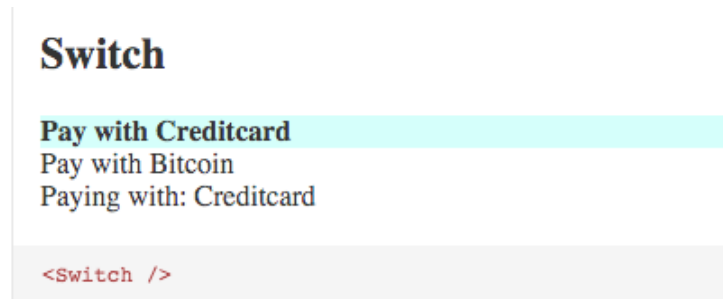 Switch
Pay with Creditcard
Pay with Bitcoin
Paying with: Creditcard
<Switch />